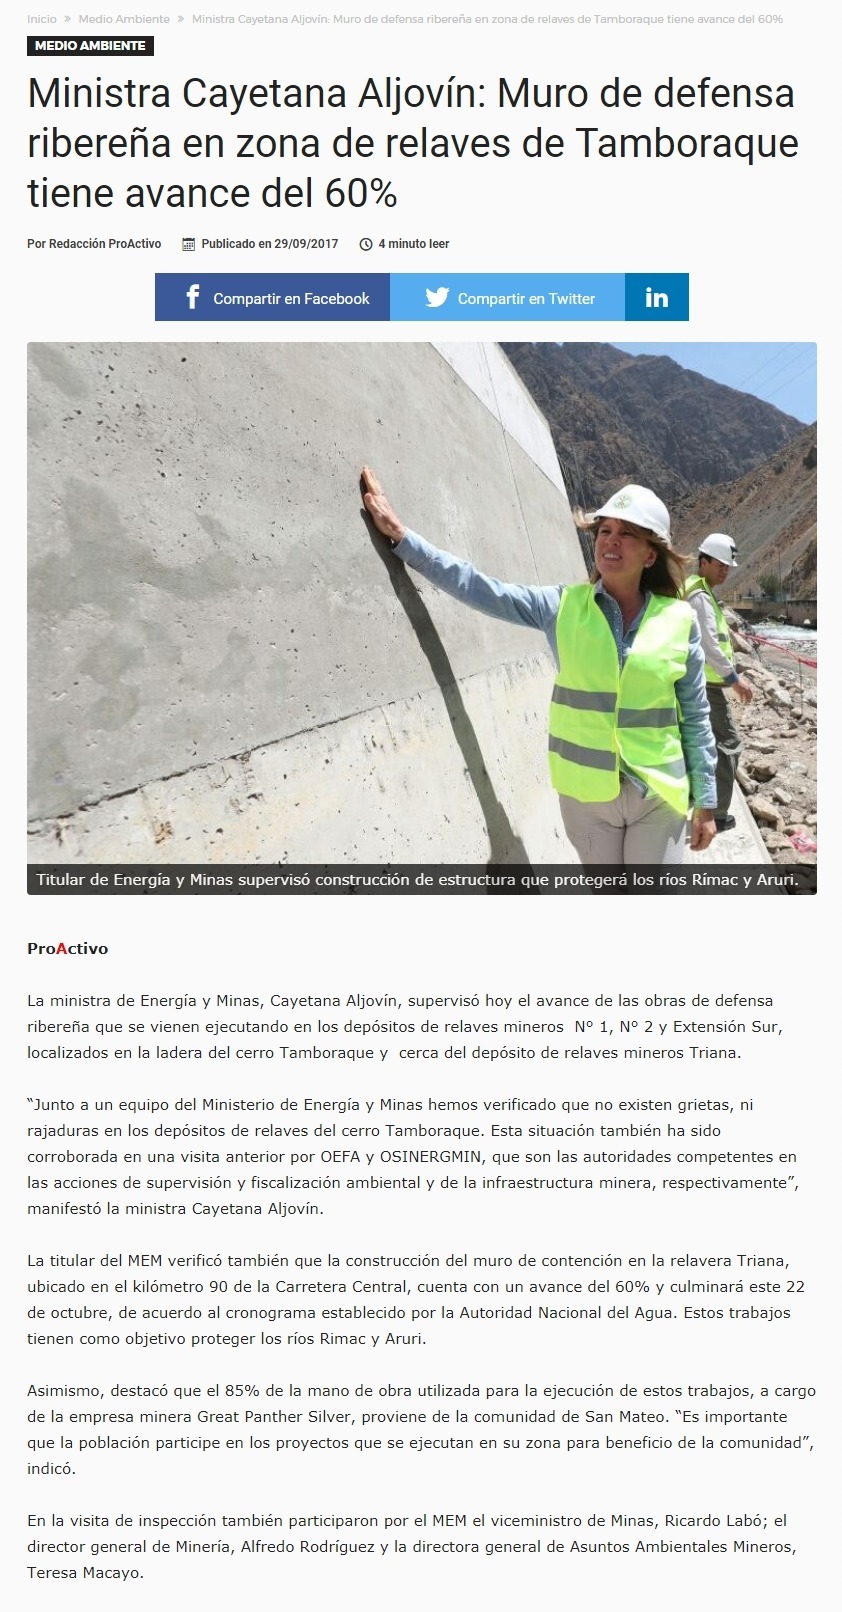 Inicio » Medio Ambiente » Ministra Cayetana Aljovín: Muro de defensa ribereña en zona de relaves de Tamboraque tiene avance del 60%
MEDIO AMBIENTE
Ministra Cayetana Aljovín: Muro de defensa
ribereña en zona de relaves de Tamboraque
tiene avance del 60%
Por Redacción ProActivo Publicado en 29/09/2017 4 minuto leer
f Compartir en Facebook Compartir en Twitter in
Titular de Energía y Minas supervisó construcción de estructura que protegerá los ríos Rímac y Aruri.
ProActivo
La ministra de Energía y Minas, Cayetana Aljovín, supervisó hoy el avance de las obras de defensa
ribereña que se vienen ejecutando en los depósitos de relaves mineros N° 1, N° 2 y Extensión Sur,
localizados en la ladera del cerro Tamboraque y cerca del depósito de relaves mineros Triana.
“Junto a un equipo del Ministerio de Energía y Minas hemos verificado que no existen grietas, ni
rajaduras en los depósitos de relaves del cerro Tamboraque. Esta situación también ha sido
corroborada en una visita anterior por OEFA y OSINERGMIN, que son las autoridades competentes en
las acciones de supervisión y fiscalización ambiental y de la infraestructura minera, respectivamente”,
manifestó la ministra Cayetana Aljovín.
La titular del MEM verificó también que la construcción del muro de contención en la relavera Triana,
ubicado en el kilómetro 90 de la Carretera Central, cuenta con un avance del 60% y culminará este 22
de octubre, de acuerdo al cronograma establecido por la Autoridad Nacional del Agua. Estos trabajos
tienen como objetivo proteger los ríos Rimac y Aruri.
Asimismo, destacó que el 85% de la mano de obra utilizada para la ejecución de estos trabajos, a cargo
de la empresa minera Great Panther Silver, proviene de la comunidad de San Mateo. “Es importante
que la población participe en los proyectos que se ejecutan en su zona para beneficio de la comunidad”,
indicó.
En la visita de inspección también participaron por el MEM el viceministro de Minas, Ricardo Labó; el
director general de Minería, Alfredo Rodríguez y la directora general de Asuntos Ambientales Mineros,
Teresa Macayo.